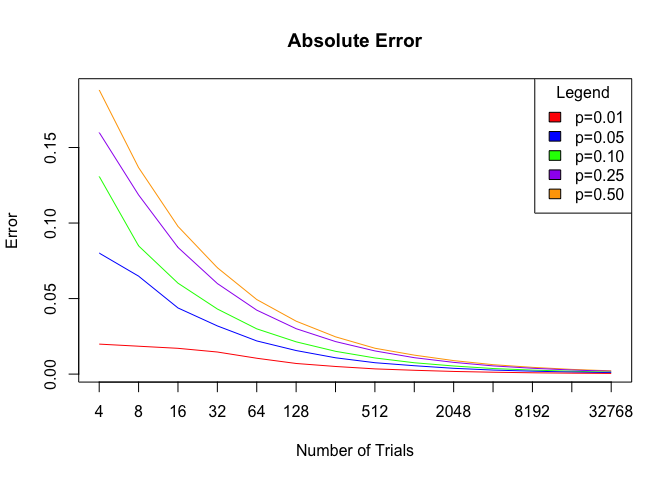 Absolute Error
Legend
p=0.01
p=0.05
p=0.10
p=0.25
p=0.50
Error
0.15
0.10
0.05
0.00
4 8 16 32 64 128 512 2048 8192 32768
Number of Trials